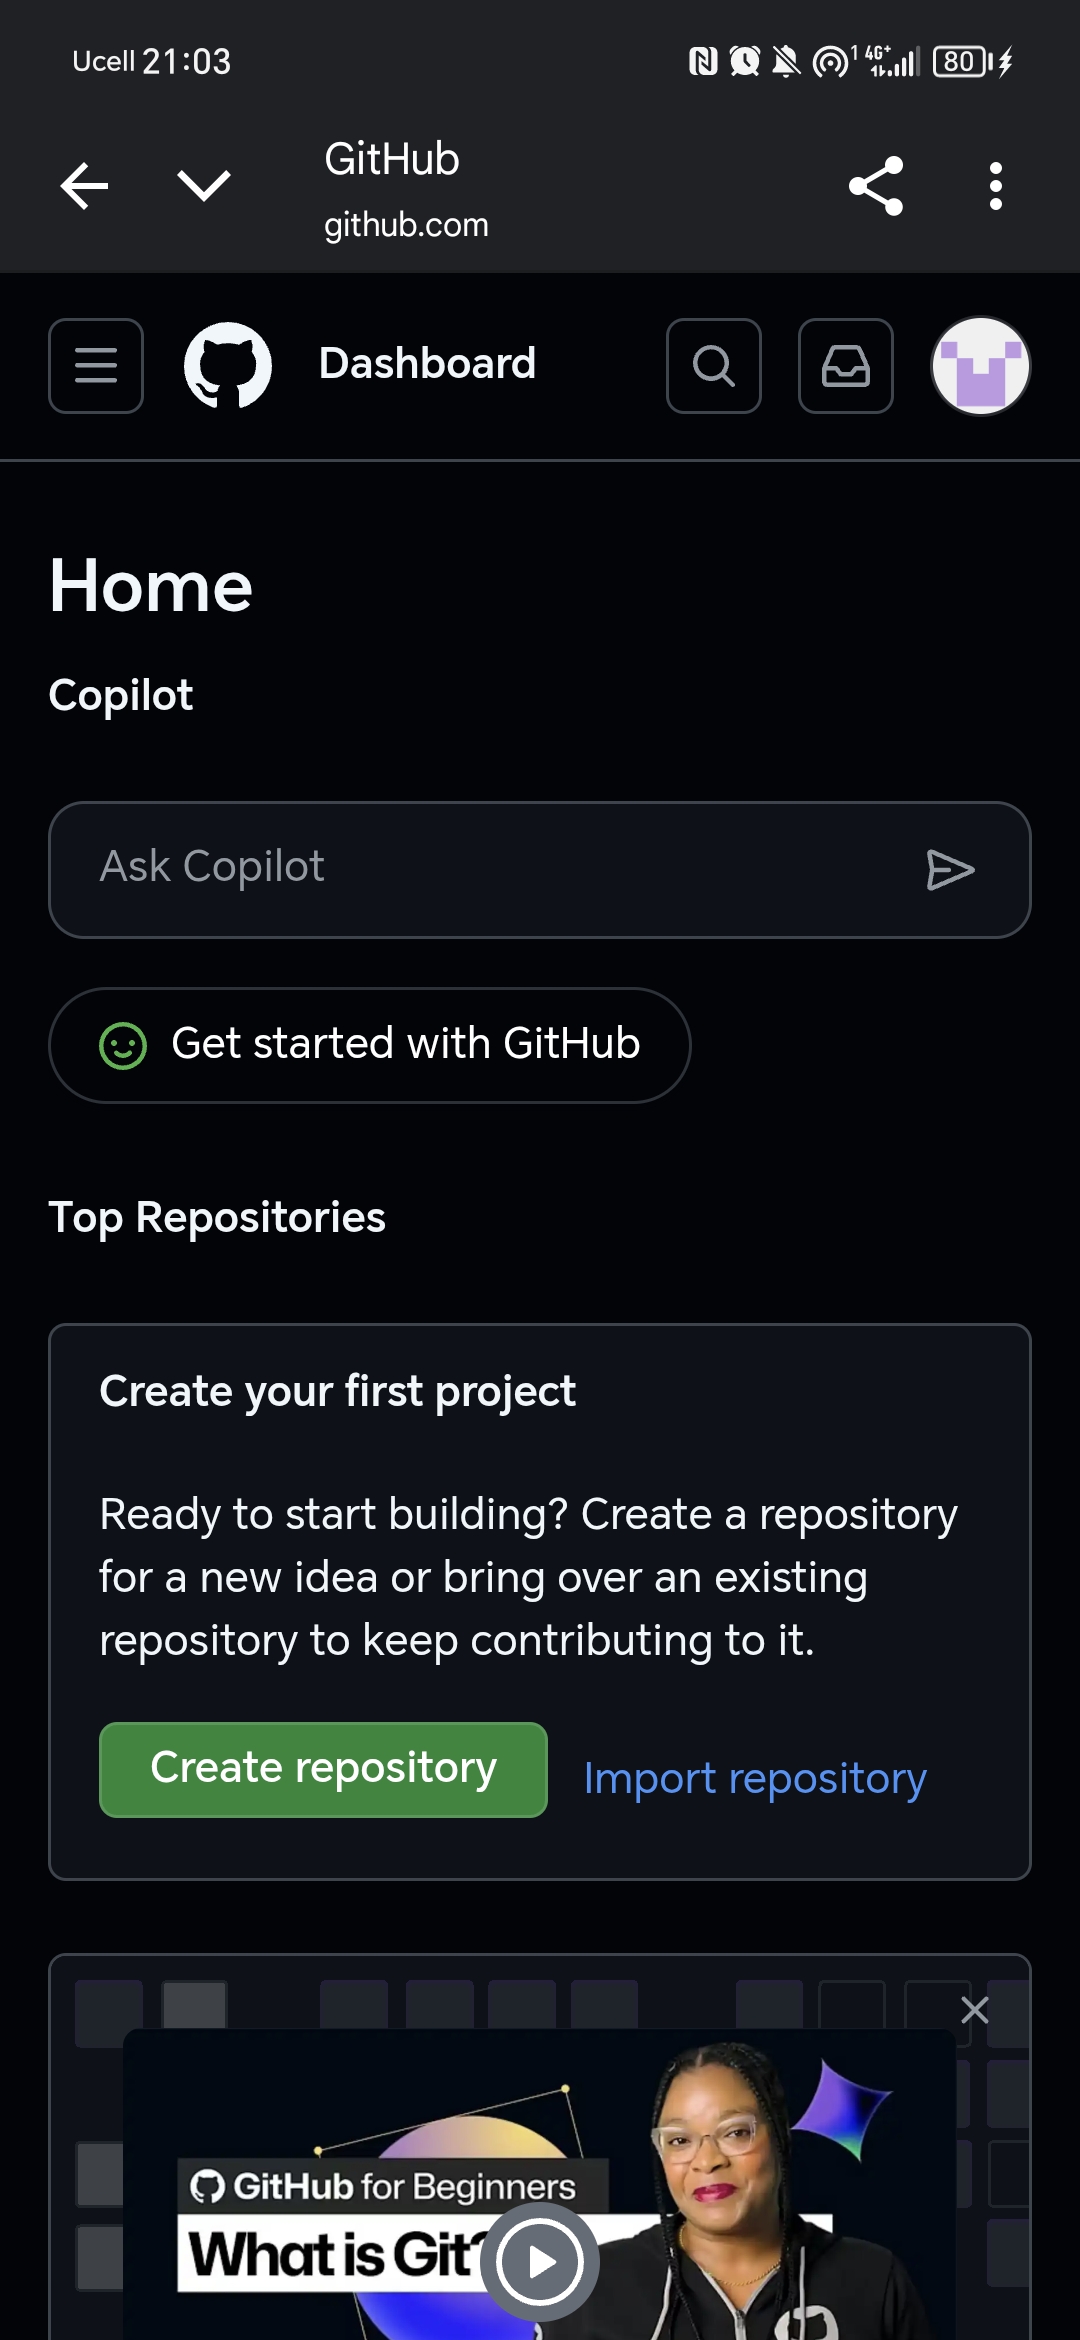 Ucell 21:03
1 4G+ 80
GitHub
github.com
Dashboard
Home
Copilot
Ask Copilot
Get started with GitHub
Top Repositories
Create your first project
Ready to start building? Create a repository
for a new idea or bring over an existing
repository to keep contributing to it.
Create repository
Import repository
GitHub for Beginners
What is Git?